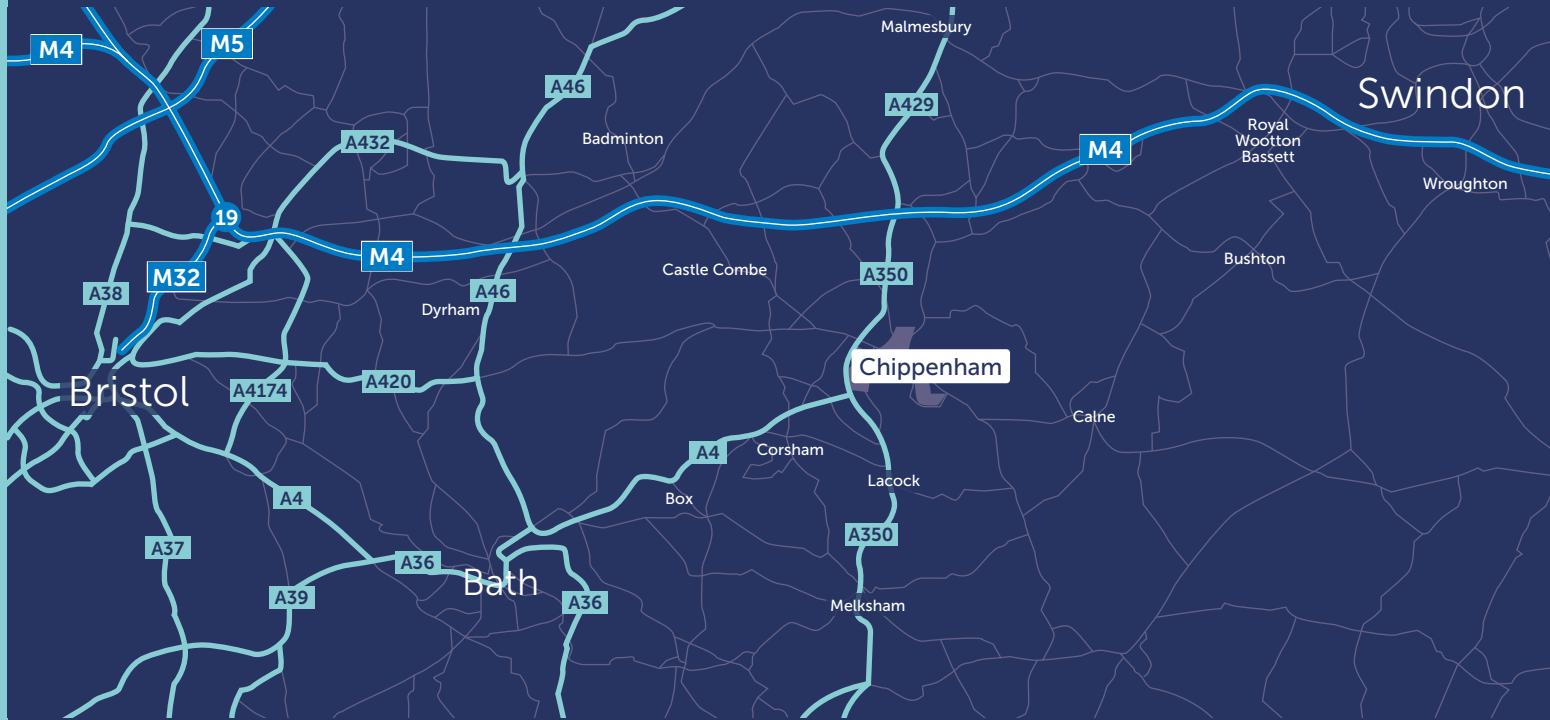 Malmesbury
M4
M5
A46
Swindon
A429
Royal
Wootton
Bassett
A432
Badminton
M4
Wroughton
19
M4
Bushton
Castle Combe
A350
M32
A38
A46
Dyrham
Chippenham
Bristol
A4174
A420
Calne
A4
Corsham
Lacock
Box
A4
A350
A37
A36
Bath
A39
A36
Melksham